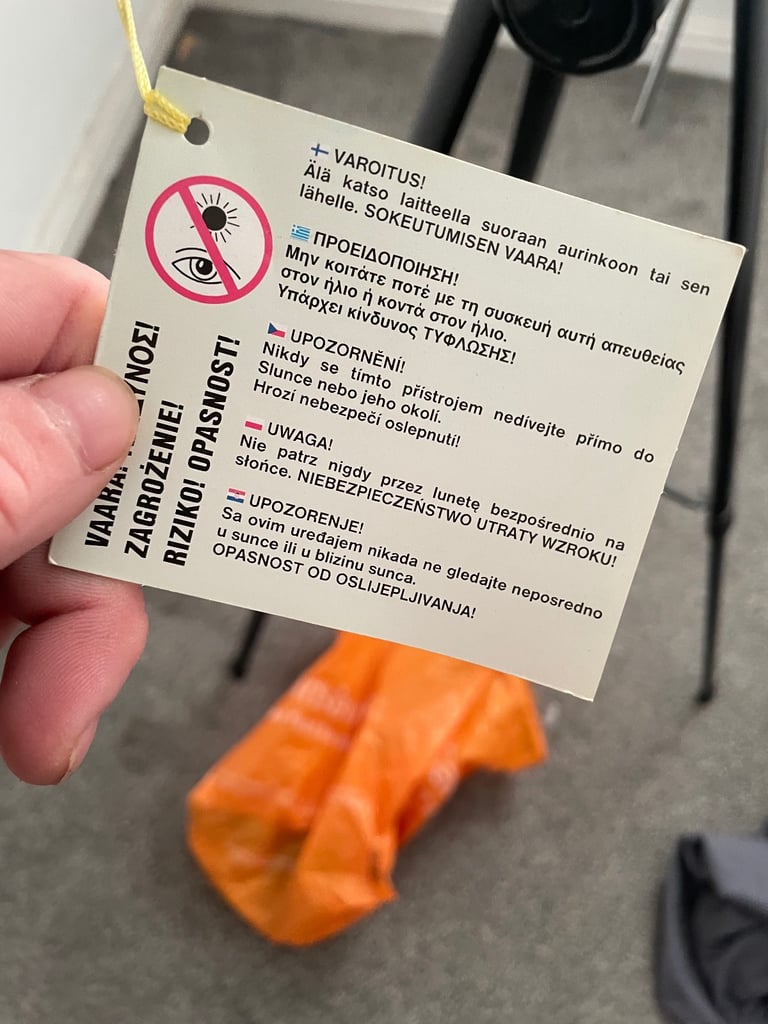 VAROITUS!
Älä katso laitteella suoraan aurinkoon tai sen
lähelle. SOKEUTUMISEN VAARA!
ΠΡΟΕΙΔΟΠΟΙΗΣΗ!
Μην κοιτάτε ποτέ με τη συσκευή αυτή απευθείας
στον ήλιο ή κοντά στον ήλιο.
Υπάρχει κίνδυνος ΤΥΦΛΩΣΗΣ!
UPOZORNĚNÍ!
Nikdy se tímto přístrojem nedívejte přímo do
Slunce nebo jeho okolí.
Hrozí nebezpečí oslepnutí!
UWAGA!
Nie patrz nigdy przez lunetę bezpośrednio na
słońce. NIEBEZPIECZEŃSTWO UTRATY WZROKU!
UPOZORENJE!
Sa ovim uređajem nikada ne gledajte neposredno
u sunce ili u blizinu sunca.
OPASNOST OD OSLIJEPLJIVANJA!
VAARA!
ZAGROŻENIE!
RIZIKO! OPASNOST!